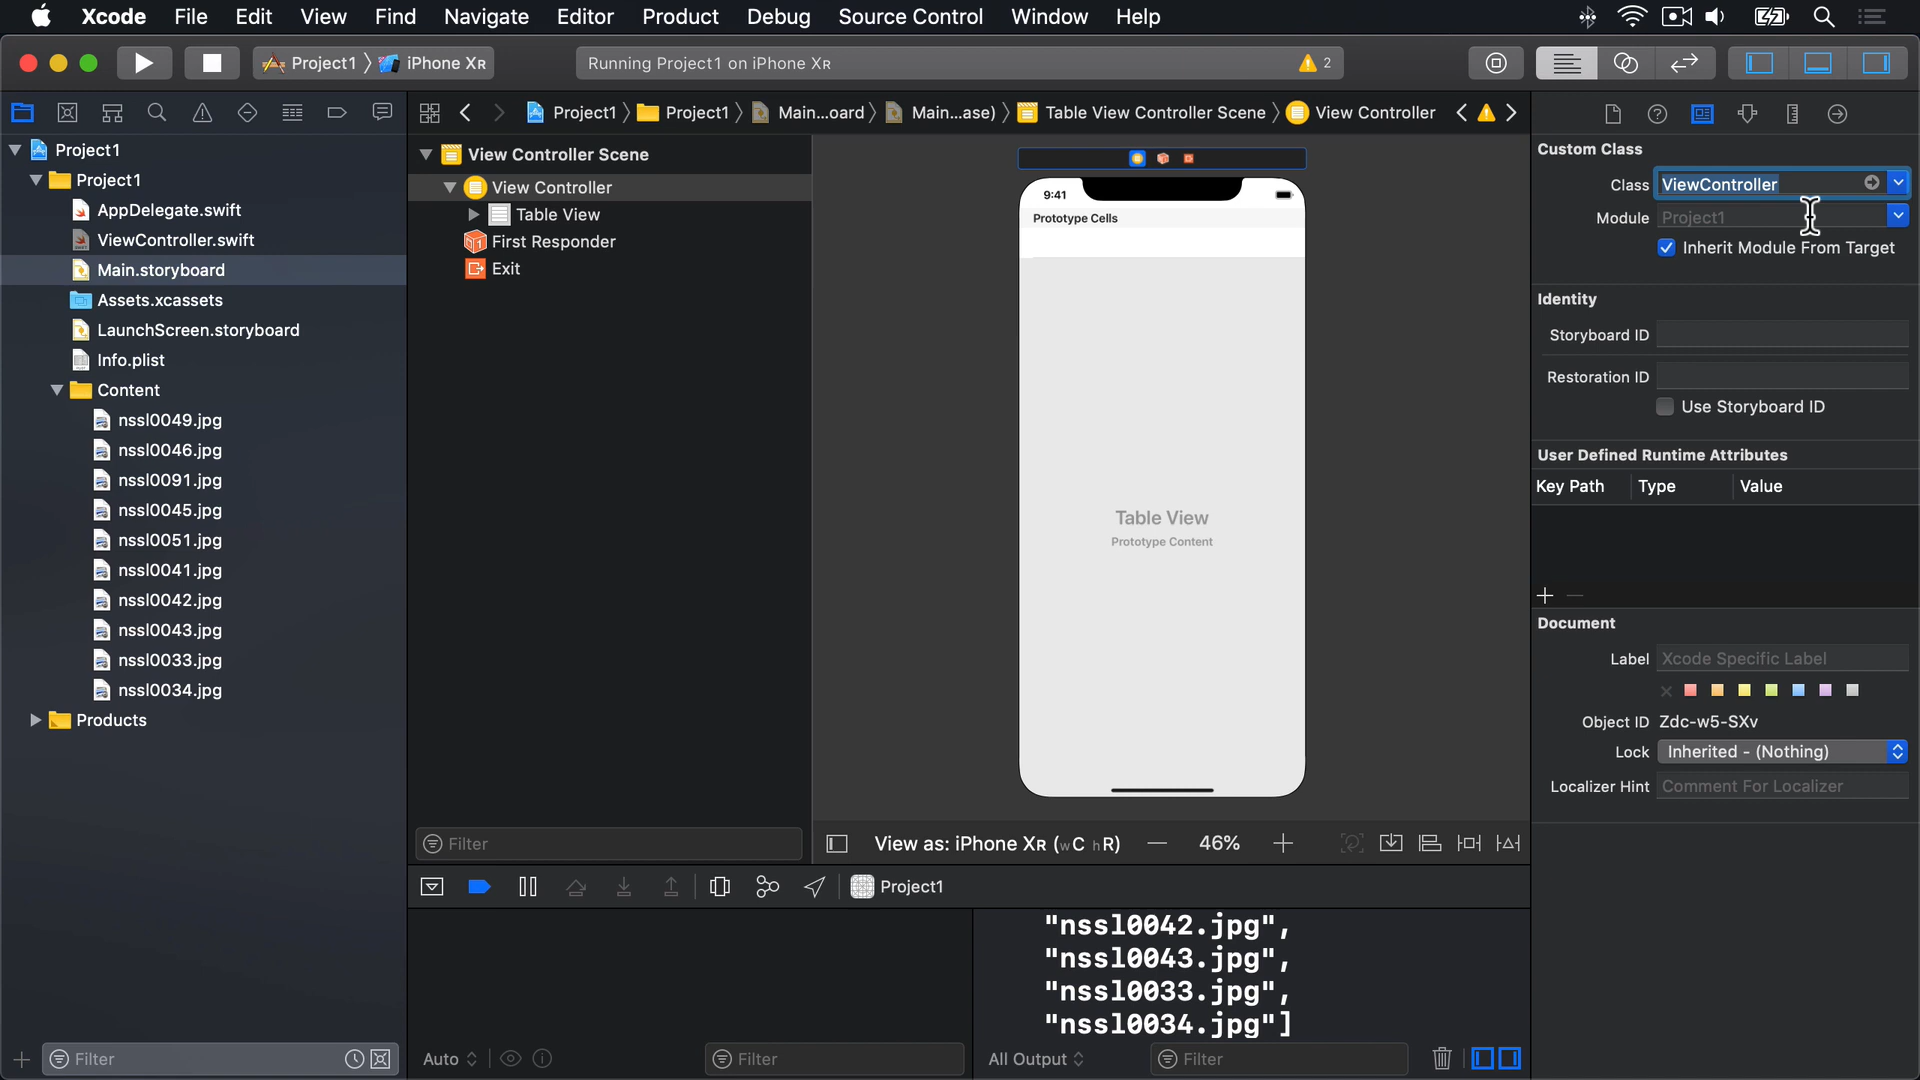 Xcode File Edit View Find Navigate Editor Product Debug Source Control Window Help
Project1 iPhone XR
Running Project1 on iPhone XR
2
Project1 Project1 Main...oard Main...ase) Table View Controller Scene View Controller
Project1
Project1
AppDelegate.swift
ViewController.swift
Main.storyboard
Assets.xcassets
LaunchScreen.storyboard
Info.plist
Content
nssl0049.jpg
nssl0046.jpg
nssl0091.jpg
nssl0045.jpg
nssl0051.jpg
nssl0041.jpg
nssl0042.jpg
nssl0043.jpg
nssl0033.jpg
nssl0034.jpg
Products
Filter
View Controller Scene
View Controller
Table View
First Responder
Exit
Filter
9:41
Prototype Cells
Table View
Prototype Content
View as: iPhone XR (wC hR)
46%
Project1
"nssl0042.jpg",
"nssl0043.jpg",
"nssl0033.jpg",
"nssl0034.jpg"]
Auto
Filter
All Output
Filter
Custom Class
Class ViewController
Module Project1
Inherit Module From Target
Identity
Storyboard ID
Restoration ID
Use Storyboard ID
User Defined Runtime Attributes
Key Path Type Value
Document
Label Xcode Specific Label
Object ID Zdc-w5-SXv
Lock Inherited - (Nothing)
Localizer Hint Comment For Localizer